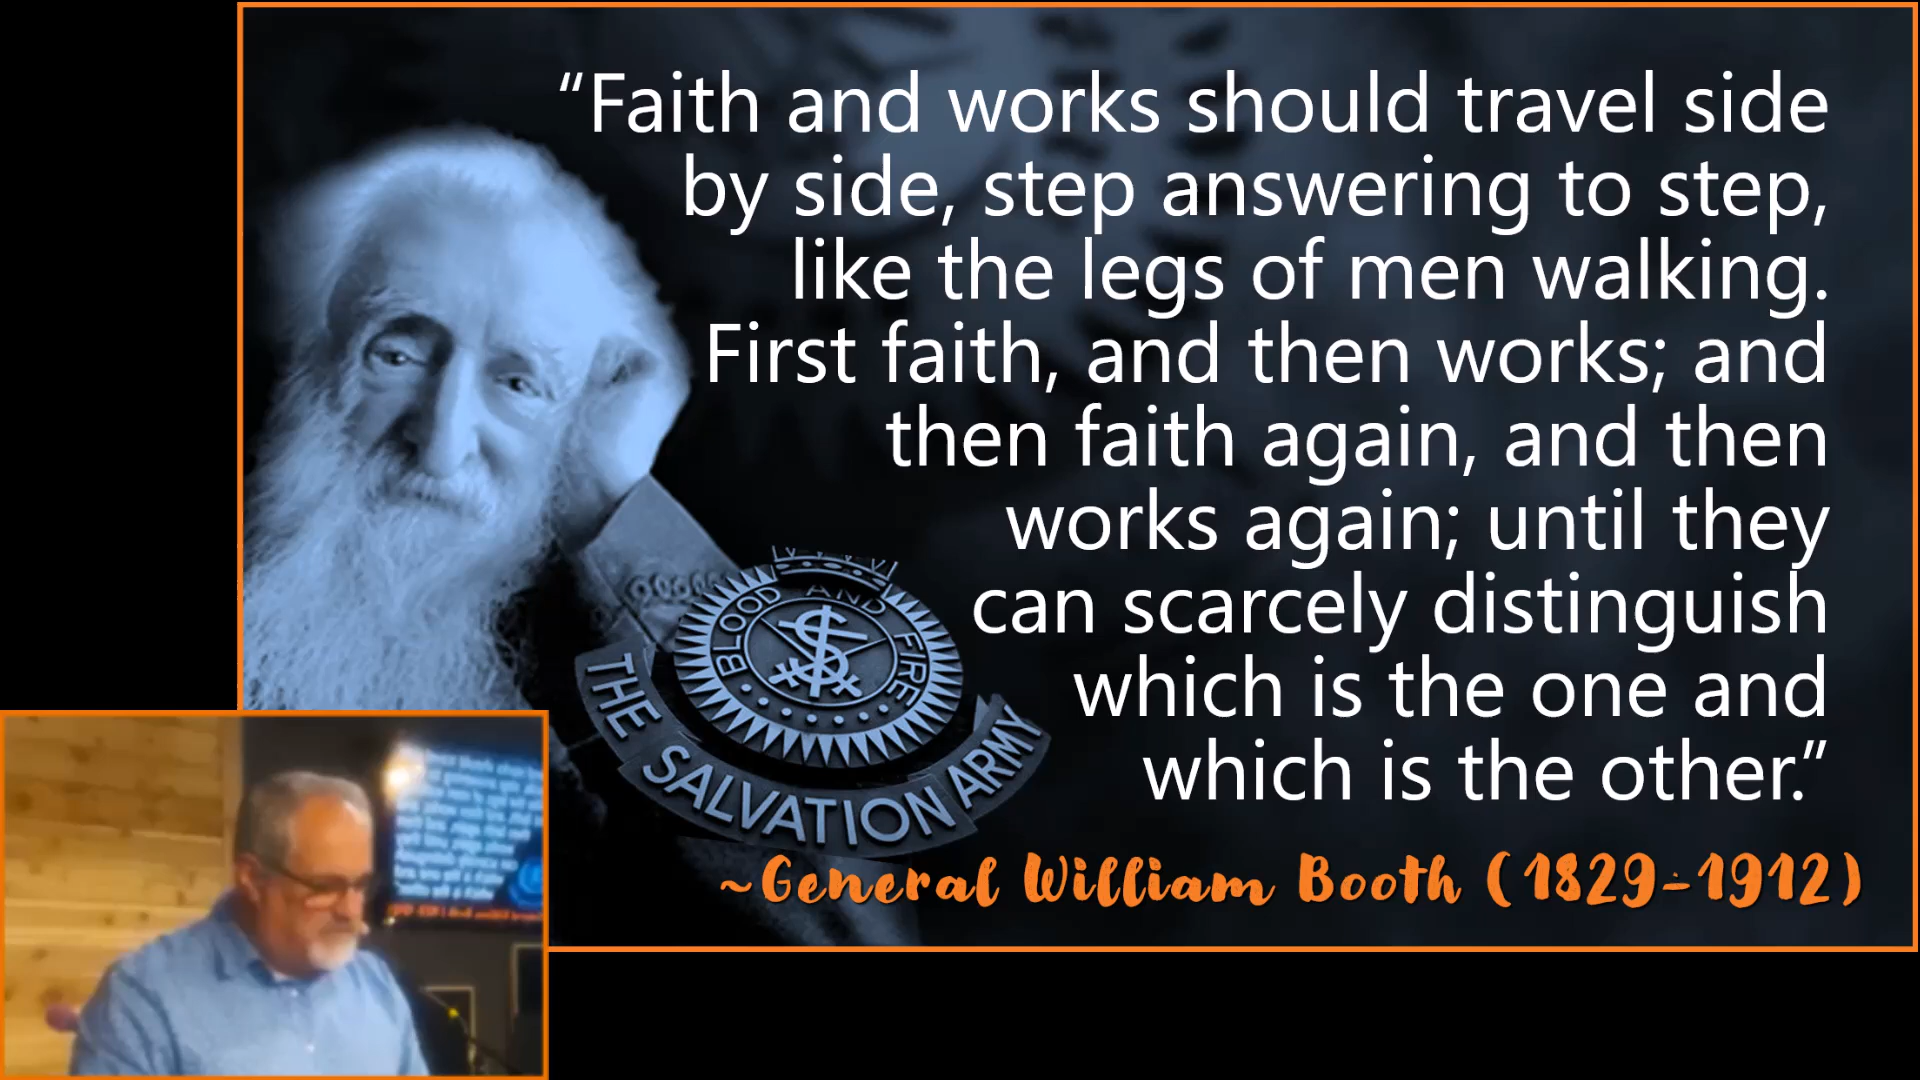 “Faith and works should travel side
by side, step answering to step,
like the legs of men walking.
First faith, and then works; and
then faith again, and then
works again; until they
can scarcely distinguish
which is the one and
which is the other.”
~General William Booth (1829-1912)
BLOOD AND FIRE
THE SALVATION ARMY